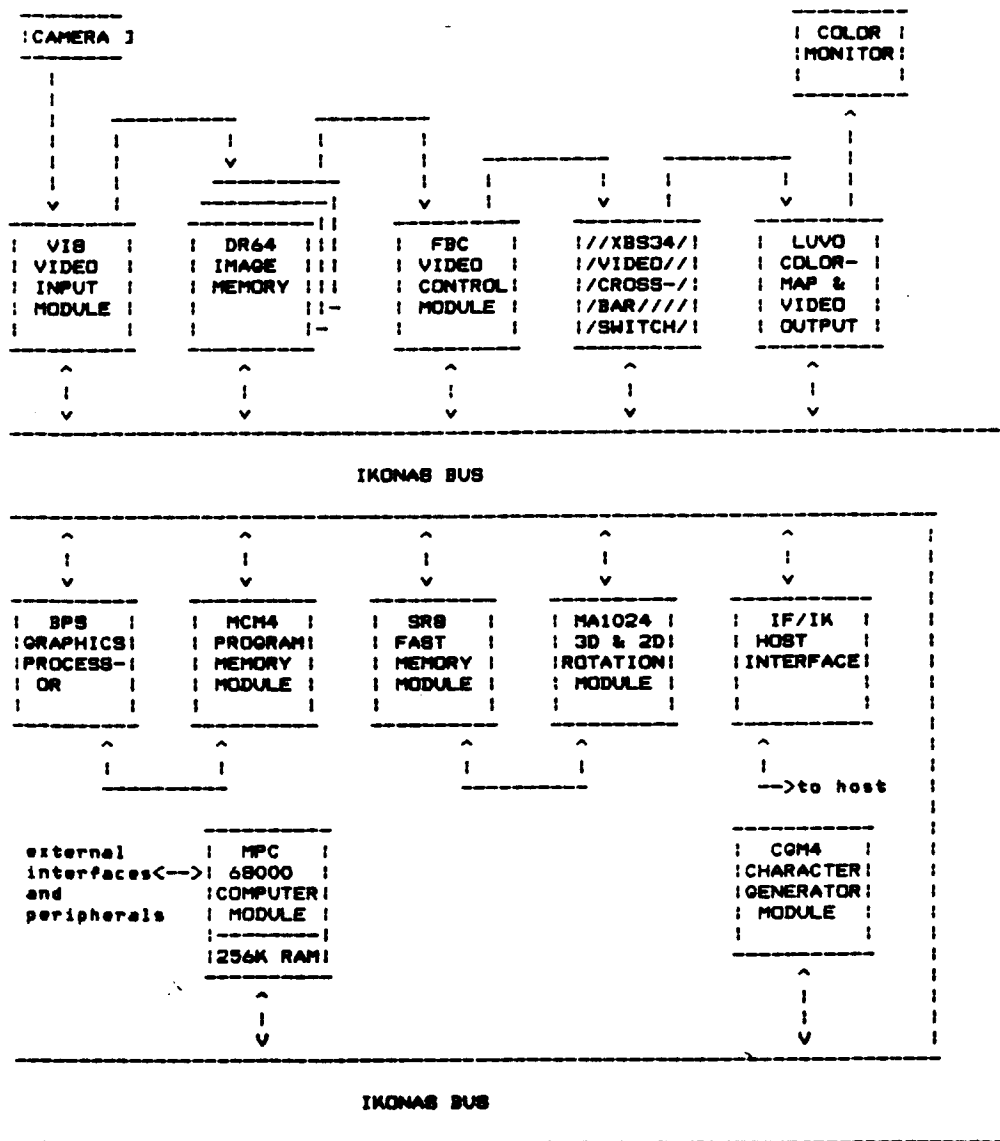 CAMERA
COLOR
MONITOR
VI8
VIDEO
INPUT
MODULE
DR64
IMAGE
MEMORY
FBC
VIDEO
CONTROL
MODULE
//XBS34/
/VIDEO//
/CROSS-/
/BAR////
/SWITCH/
LUVO
COLOR-
MAP &
VIDEO
OUTPUT
IKONAS BUS
BPS
GRAPHICS
PROCESS-
OR
MCM4
PROGRAM
MEMORY
MODULE
SR8
FAST
MEMORY
MODULE
MA1024
3D & 2D
ROTATION
MODULE
IF/IK
HOST
INTERFACE
-->to host
external
interfaces<-->
and
peripherals
MPC
68000
COMPUTER
MODULE
256K RAM
CGM4
CHARACTER
GENERATOR
MODULE
IKONAS BUS